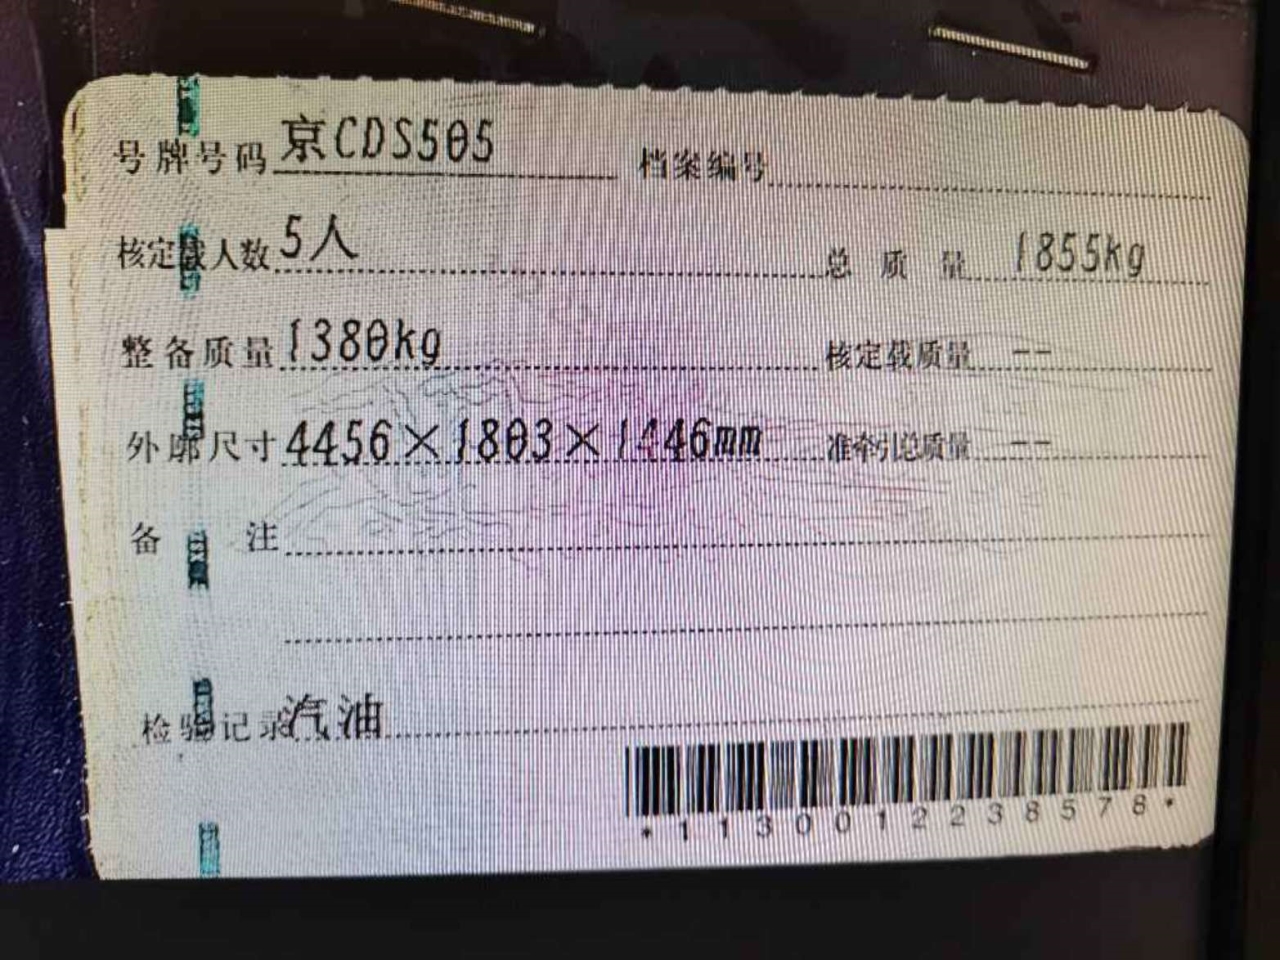 号牌号码 京CDS505 档案编号
核定载人数 5人 总质量 1855kg
整备质量 1380kg 核定载质量 --
外廓尺寸 4456×1803×1446mm 准牵引总质量 --
备注
检验记录 汽油
*1130012238578*